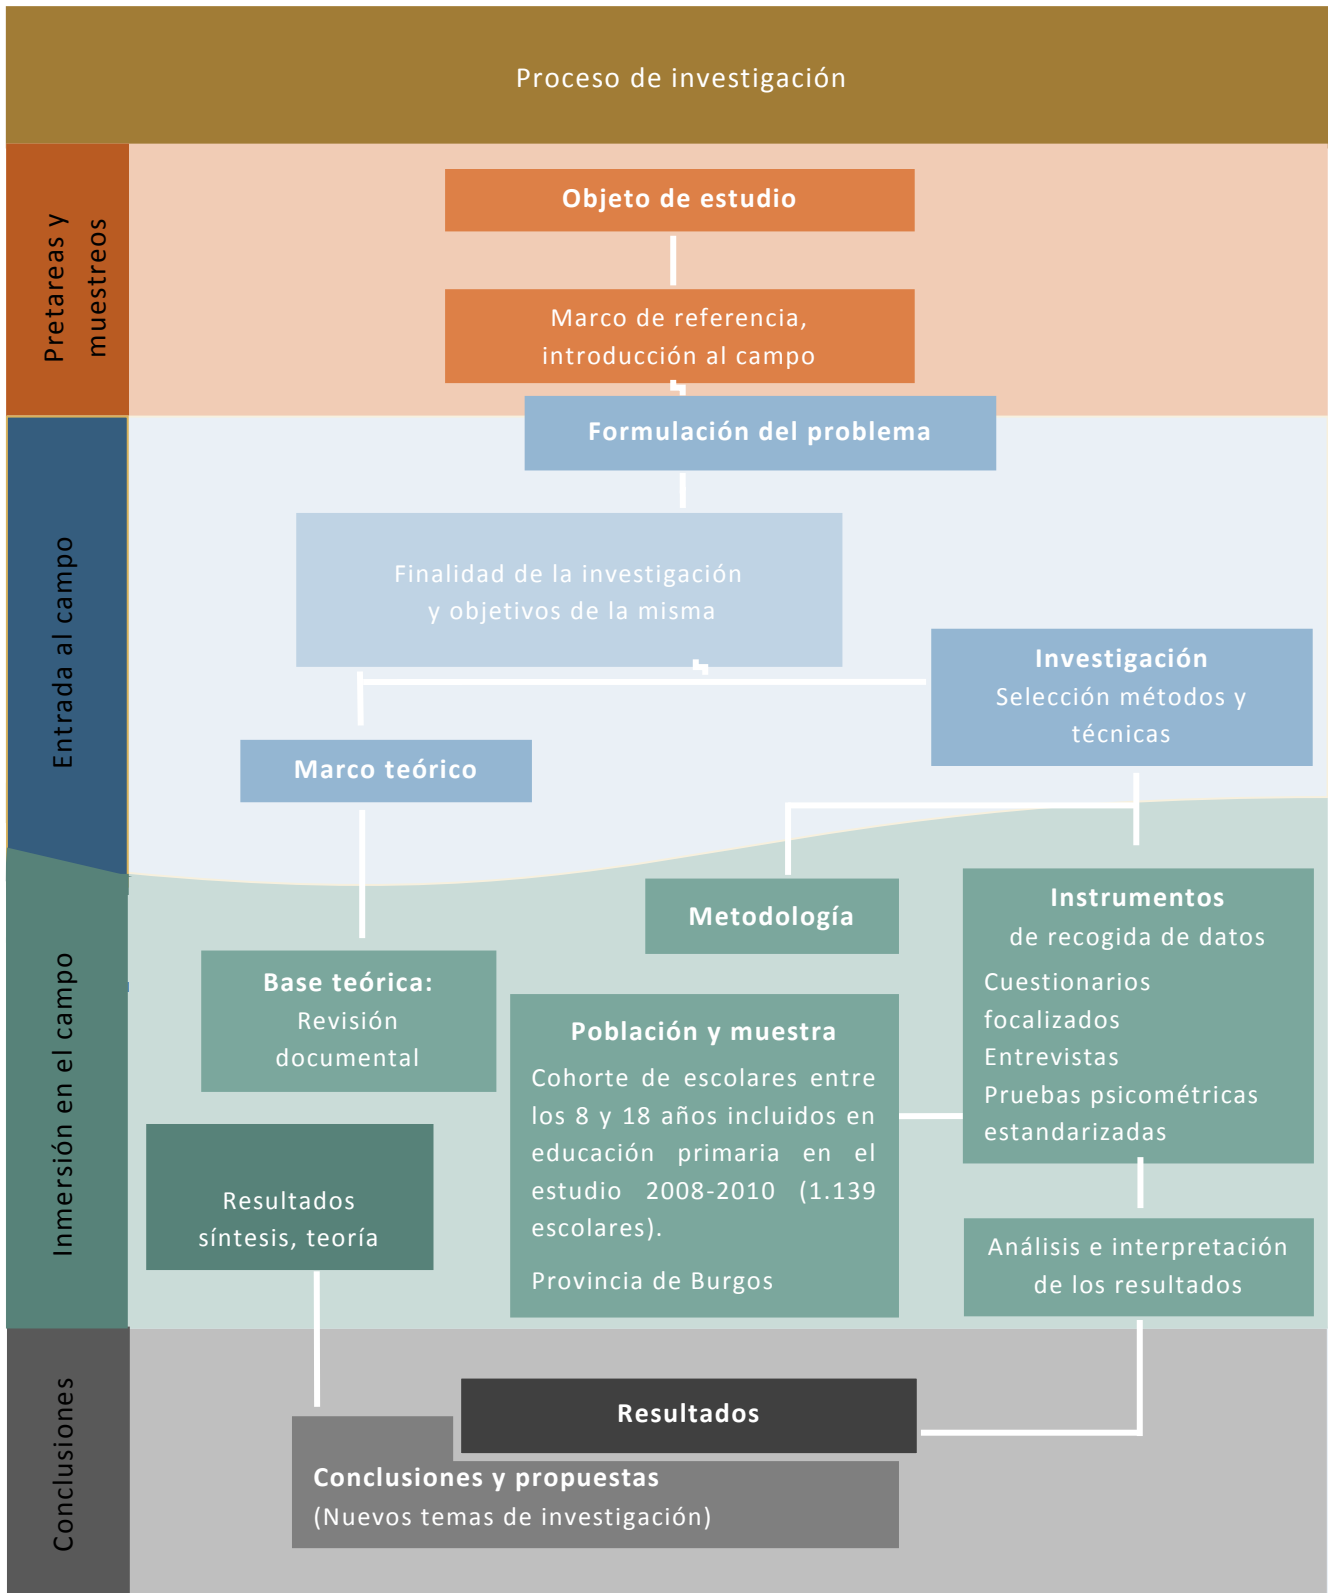 Proceso de investigación
Pretareas y
muestreos
Objeto de estudio
Marco de referencia,
introducción al campo
Entrada al campo
Formulación del problema
Finalidad de la investigación
y objetivos de la misma
Investigación
Selección métodos y
técnicas
Marco teórico
Inmersión en el campo
Metodología
Instrumentos
de recogida de datos
Cuestionarios
focalizados
Entrevistas
Pruebas psicométricas
estandarizadas
Base teórica:
Revisión
documental
Población y muestra
Cohorte de escolares entre
los 8 y 18 años incluidos en
educación primaria en el
estudio 2008-2010 (1.139
escolares).
Provincia de Burgos
Resultados
síntesis, teoría
Análisis e interpretación
de los resultados
Conclusiones
Resultados
Conclusiones y propuestas
(Nuevos temas de investigación)